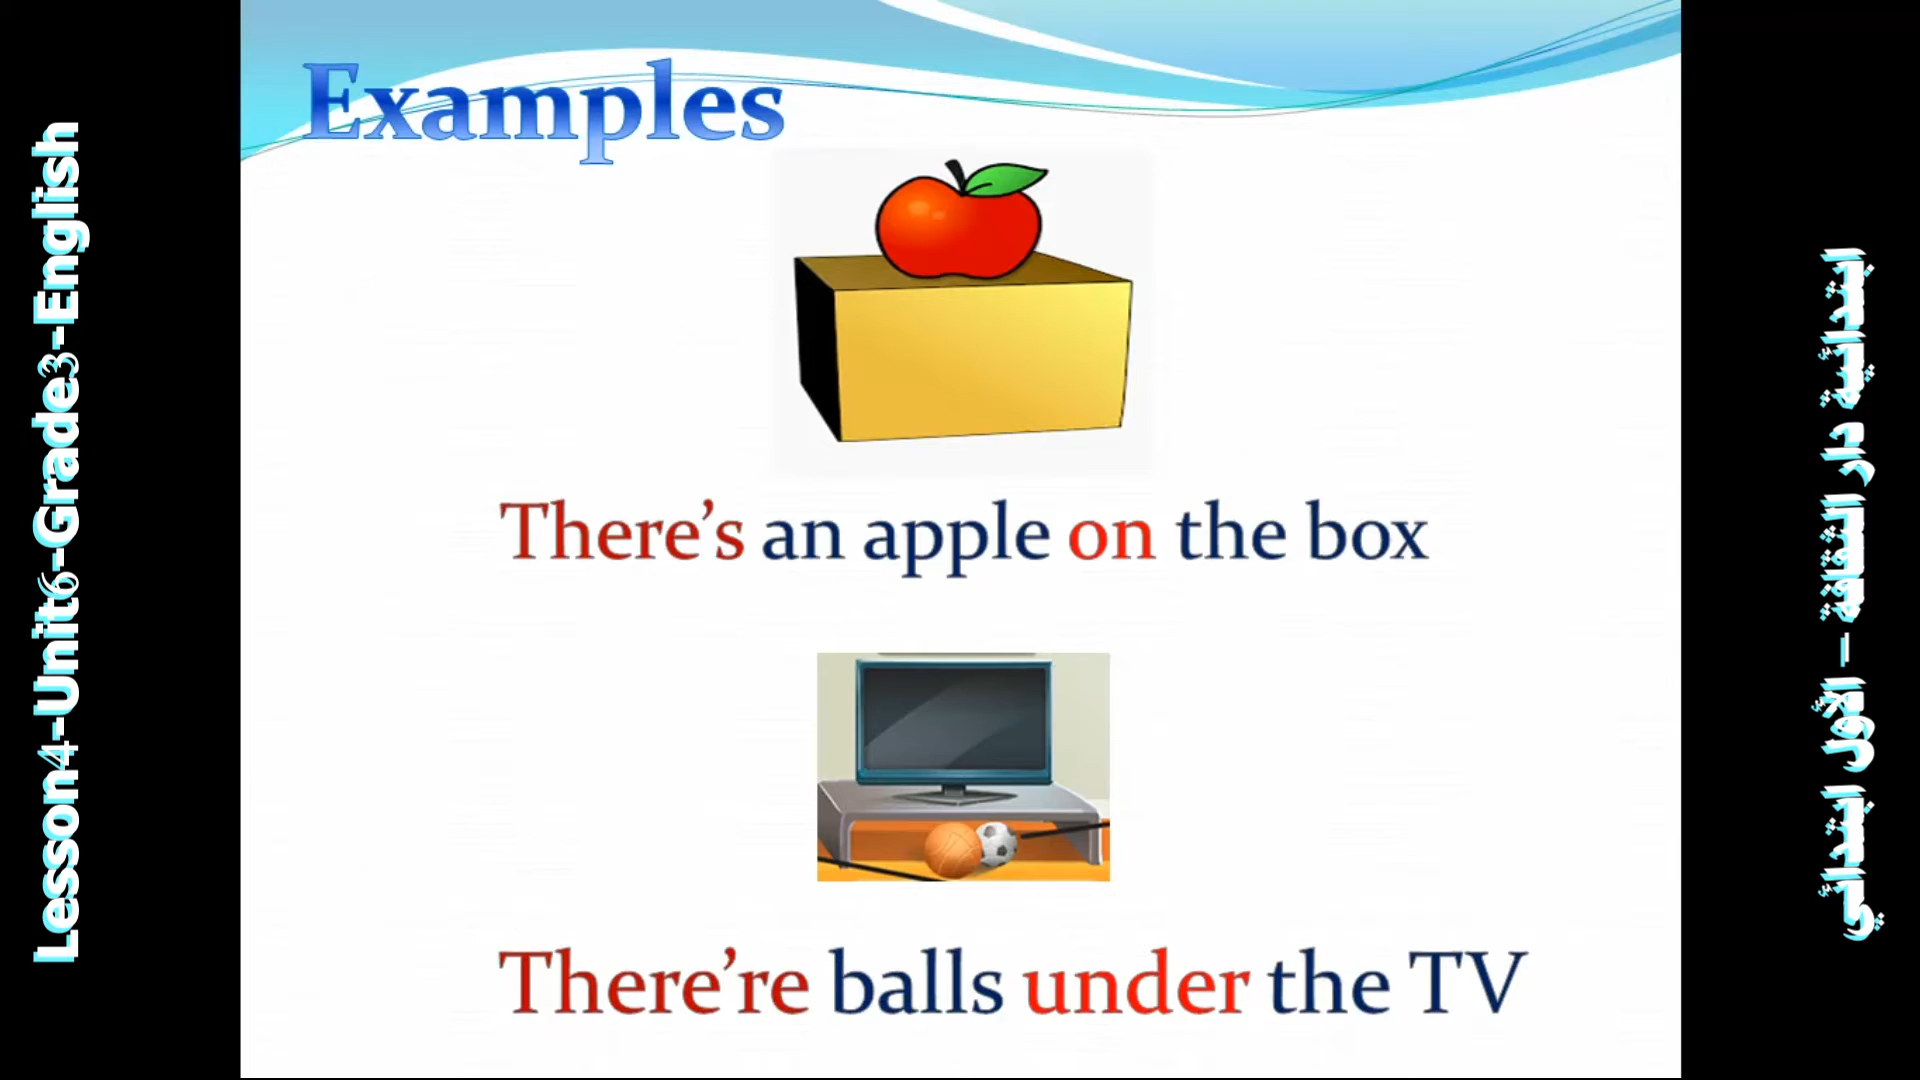 Lesson4-Unit6-Grade3-English
Examples
There's an apple on the box
There're balls under the TV
ابتدائية دار الثقافة – الأول ابتدائي